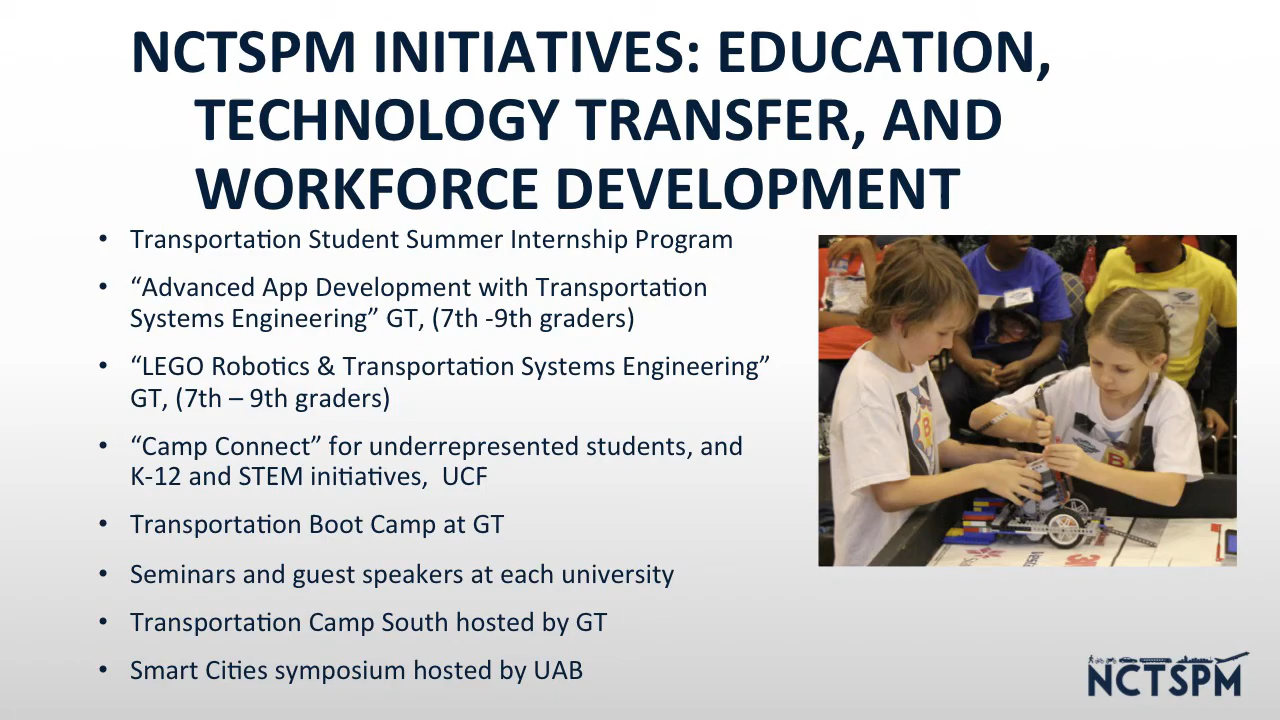 NCTSPM INITIATIVES: EDUCATION,
TECHNOLOGY TRANSFER, AND
WORKFORCE DEVELOPMENT
• Transportation Student Summer Internship Program
• “Advanced App Development with Transportation
Systems Engineering” GT, (7th -9th graders)
• “LEGO Robotics & Transportation Systems Engineering”
GT, (7th – 9th graders)
• “Camp Connect” for underrepresented students, and
K-12 and STEM initiatives,  UCF
• Transportation Boot Camp at GT
• Seminars and guest speakers at each university
• Transportation Camp South hosted by GT
• Smart Cities symposium hosted by UAB
NCTSPM